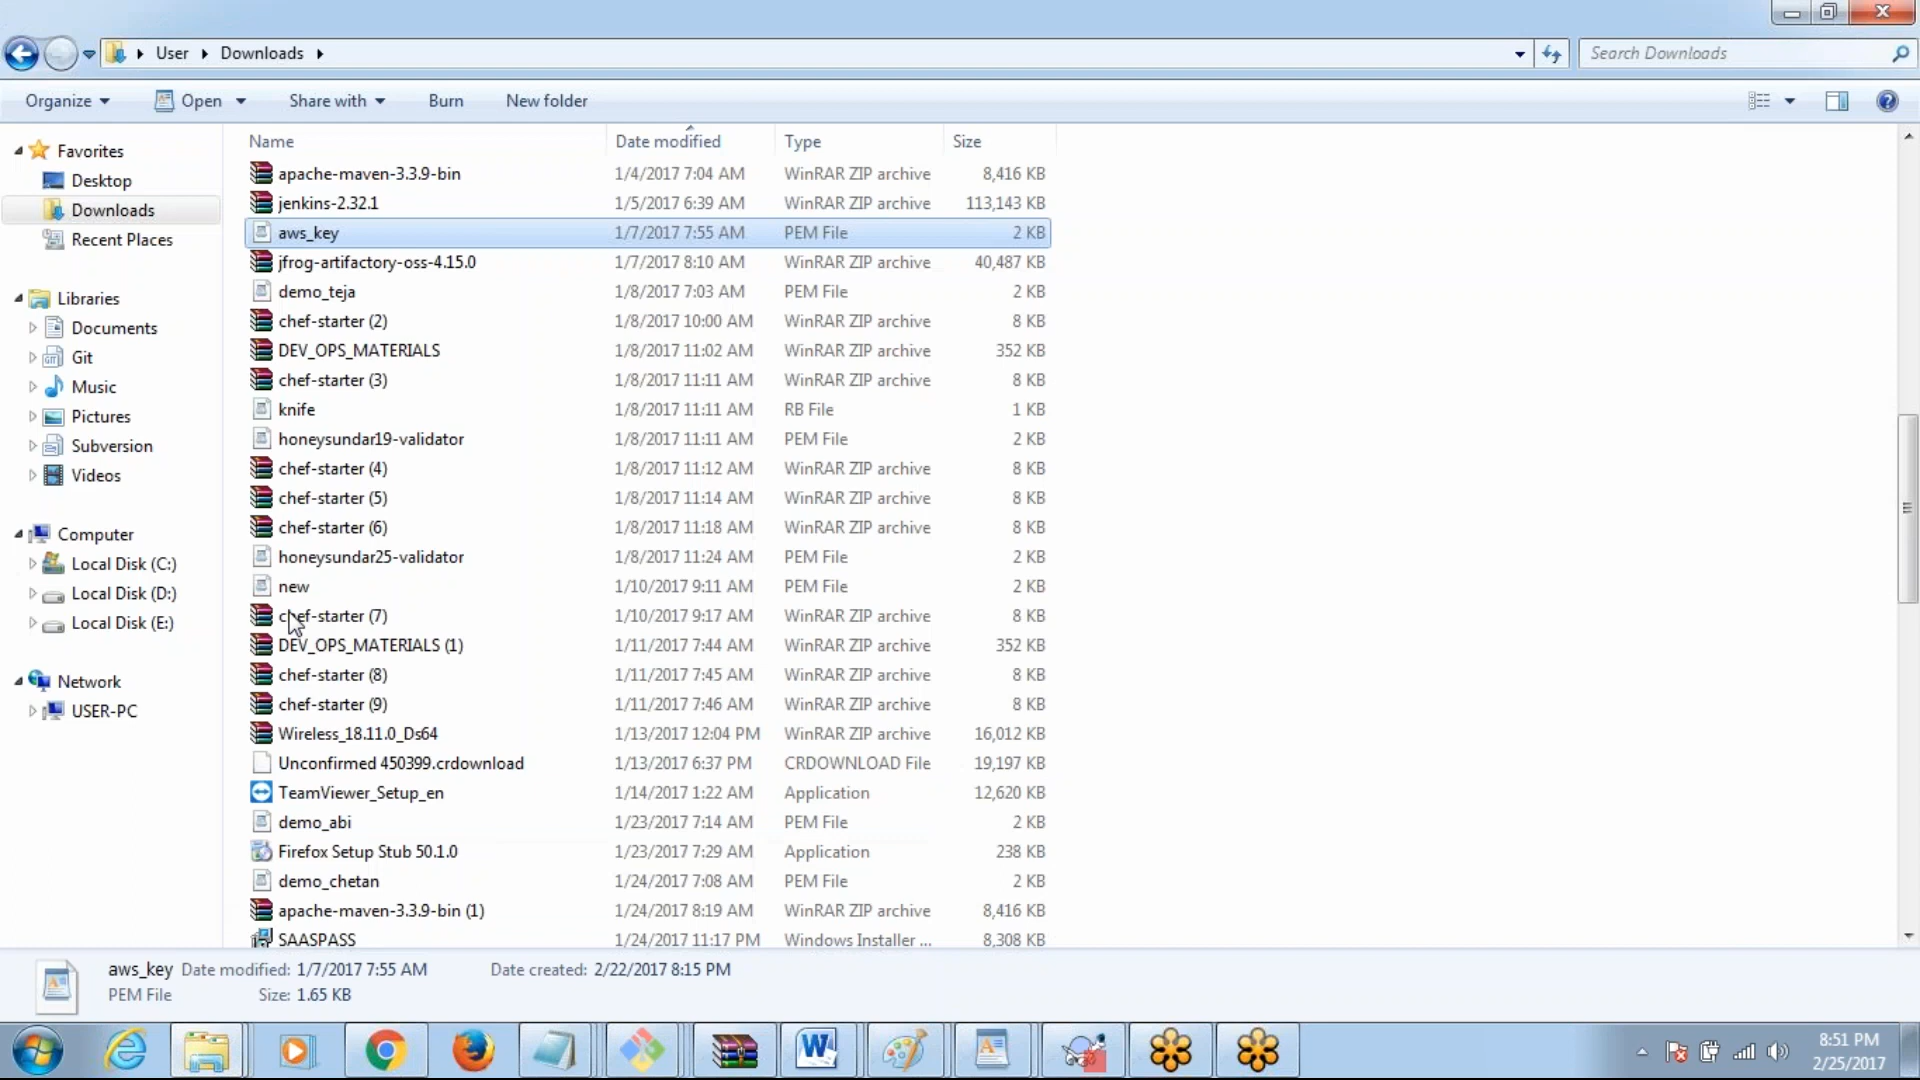 User Downloads
Search Downloads
Organize Open Share with Burn New folder
Name Date modified Type Size
Favorites
Desktop
Downloads
Recent Places
Libraries
Documents
Git
Music
Pictures
Subversion
Videos
Computer
Local Disk (C:)
Local Disk (D:)
Local Disk (E:)
Network
USER-PC
apache-maven-3.3.9-bin 1/4/2017 7:04 AM WinRAR ZIP archive 8,416 KB
jenkins-2.32.1 1/5/2017 6:39 AM WinRAR ZIP archive 113,143 KB
aws_key 1/7/2017 7:55 AM PEM File 2 KB
jfrog-artifactory-oss-4.15.0 1/7/2017 8:10 AM WinRAR ZIP archive 40,487 KB
demo_teja 1/8/2017 7:03 AM PEM File 2 KB
chef-starter (2) 1/8/2017 10:00 AM WinRAR ZIP archive 8 KB
DEV_OPS_MATERIALS 1/8/2017 11:02 AM WinRAR ZIP archive 352 KB
chef-starter (3) 1/8/2017 11:11 AM WinRAR ZIP archive 8 KB
knife 1/8/2017 11:11 AM RB File 1 KB
honeysundar19-validator 1/8/2017 11:11 AM PEM File 2 KB
chef-starter (4) 1/8/2017 11:12 AM WinRAR ZIP archive 8 KB
chef-starter (5) 1/8/2017 11:14 AM WinRAR ZIP archive 8 KB
chef-starter (6) 1/8/2017 11:18 AM WinRAR ZIP archive 8 KB
honeysundar25-validator 1/8/2017 11:24 AM PEM File 2 KB
new 1/10/2017 9:11 AM PEM File 2 KB
chef-starter (7) 1/10/2017 9:17 AM WinRAR ZIP archive 8 KB
DEV_OPS_MATERIALS (1) 1/11/2017 7:44 AM WinRAR ZIP archive 352 KB
chef-starter (8) 1/11/2017 7:45 AM WinRAR ZIP archive 8 KB
chef-starter (9) 1/11/2017 7:46 AM WinRAR ZIP archive 8 KB
Wireless_18.11.0_Ds64 1/13/2017 12:04 PM WinRAR ZIP archive 16,012 KB
Unconfirmed 450399.crdownload 1/13/2017 6:37 PM CRDOWNLOAD File 19,197 KB
TeamViewer_Setup_en 1/14/2017 1:22 AM Application 12,620 KB
demo_abi 1/23/2017 7:14 AM PEM File 2 KB
Firefox Setup Stub 50.1.0 1/23/2017 7:29 AM Application 238 KB
demo_chetan 1/24/2017 7:08 AM PEM File 2 KB
apache-maven-3.3.9-bin (1) 1/24/2017 8:19 AM WinRAR ZIP archive 8,416 KB
SAASPASS 1/24/2017 11:17 PM Windows Installer ... 8,308 KB
aws_key Date modified: 1/7/2017 7:55 AM Date created: 2/22/2017 8:15 PM
PEM File Size: 1.65 KB
8:51 PM
2/25/2017